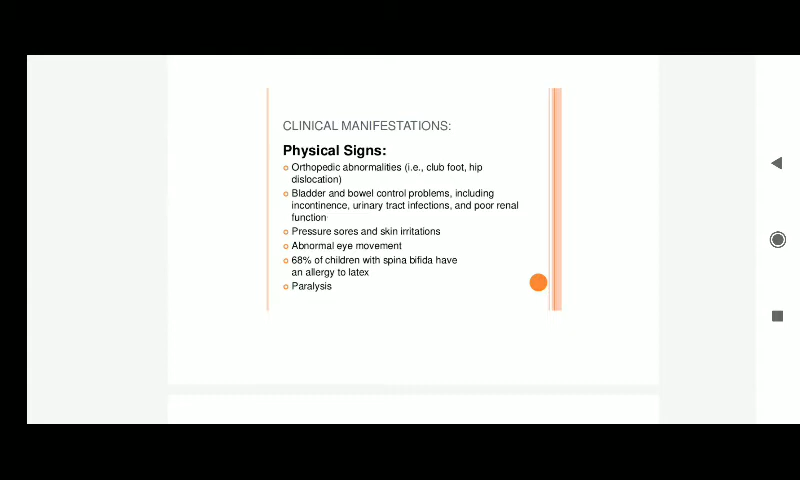 CLINICAL MANIFESTATIONS:
Physical Signs:
Orthopedic abnormalities (i.e., club foot, hip
dislocation)
Bladder and bowel control problems, including
incontinence, urinary tract infections, and poor renal
function
Pressure sores and skin irritations
Abnormal eye movement
68% of children with spina bifida have
an allergy to latex
Paralysis